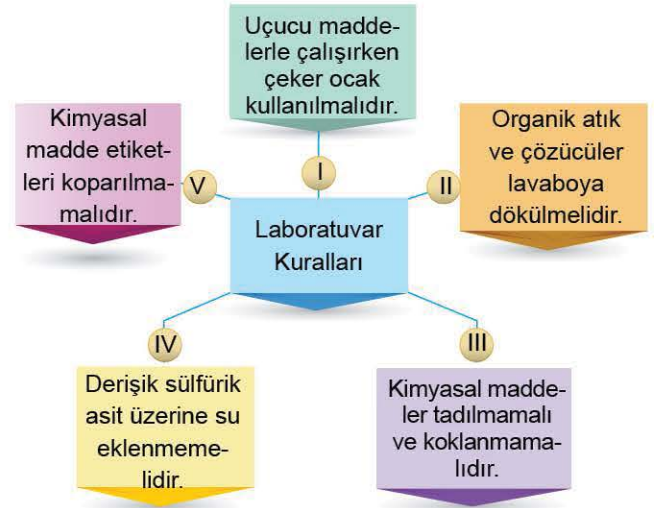 Uçucu madde-
lerle çalışırken
çeker ocak
kullanılmalıdır.
I
Kimyasal
madde etiket-
leri koparılma-
malıdır.
V
Organik atık
ve çözücüler
lavaboya
dökülmelidir.
II
Laboratuvar
Kuralları
IV
Derişik sülfürik
asit üzerine su
eklenmeme-
lidir.
III
Kimyasal madde-
ler tadılmamalı
ve koklanmama-
lıdır.